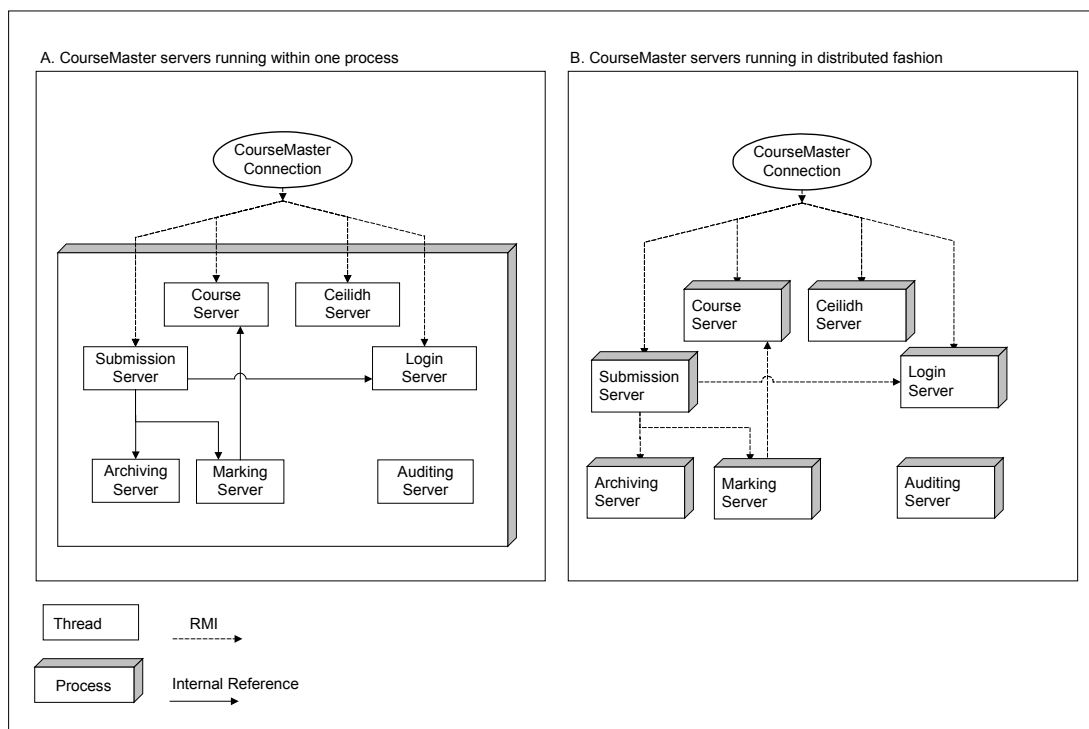 A. CourseMaster servers running within one process
CourseMaster
Connection
Course
Server
Ceilidh
Server
Submission
Server
Login
Server
Archiving
Server
Marking
Server
Auditing
Server
B. CourseMaster servers running in distributed fashion
CourseMaster
Connection
Course
Server
Ceilidh
Server
Submission
Server
Login
Server
Archiving
Server
Marking
Server
Auditing
Server
Thread
RMI
Process
Internal Reference